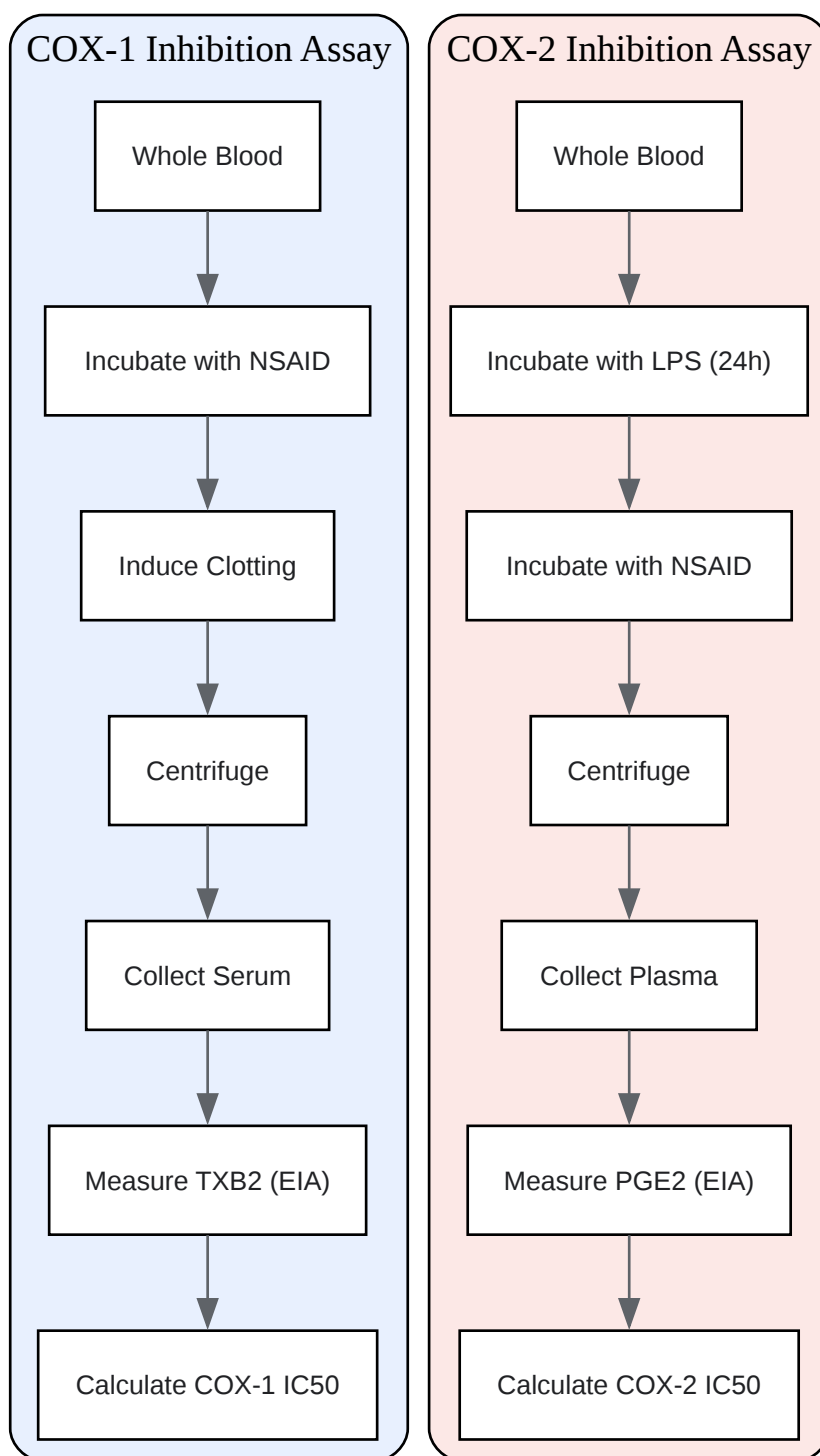 COX-1 Inhibition Assay
Whole Blood
Incubate with NSAID
Induce Clotting
Centrifuge
Collect Serum
Measure TXB2 (EIA)
Calculate COX-1 IC50
COX-2 Inhibition Assay
Whole Blood
Incubate with LPS (24h)
Incubate with NSAID
Centrifuge
Collect Plasma
Measure PGE2 (EIA)
Calculate COX-2 IC50